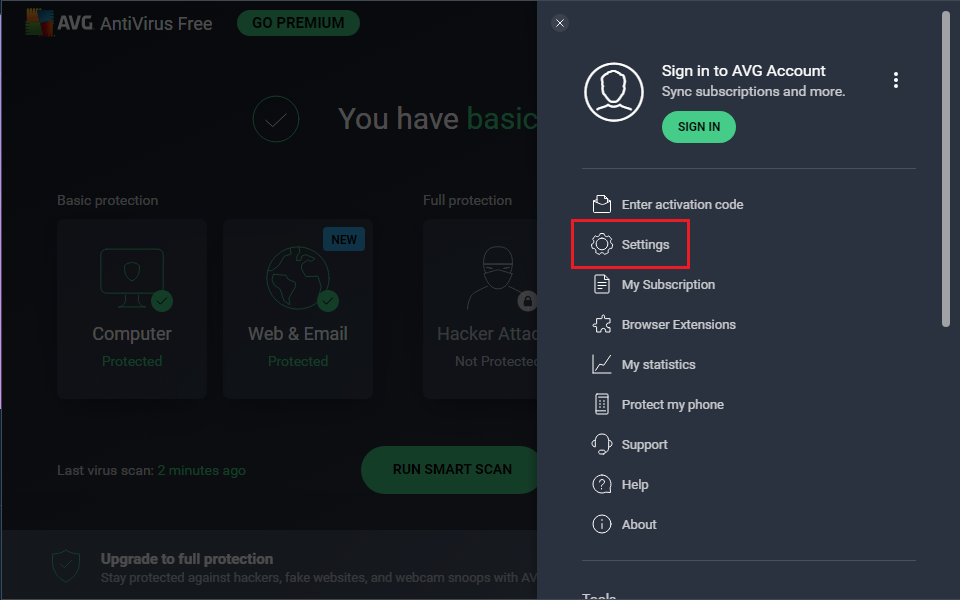 AVG AntiVirus Free
GO PREMIUM
You have basic
Basic protection
Full protection
NEW
Computer
Protected
Web & Email
Protected
Hacker Attac
Not Protected
Last virus scan: 2 minutes ago
RUN SMART SCAN
Upgrade to full protection
Stay protected against hackers, fake websites, and webcam snoops with AV
Sign in to AVG Account
Sync subscriptions and more.
SIGN IN
Enter activation code
Settings
My Subscription
Browser Extensions
My statistics
Protect my phone
Support
Help
About
Tools